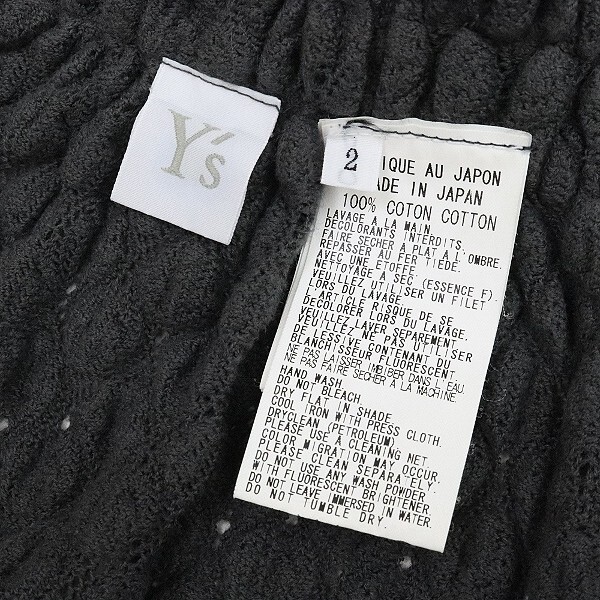 Y's
2
IQUE AU JAPON
ADE IN JAPAN
100% COTON COTTON
LAVAGE A LA MAIN.
DECOLORANTS INTERDITS.
FAIRE SECHER A PLAT A L'OMBRE.
REPASSER AU FER TIEDE.
AVEC UNE ETOFFE.
NETTOYAGE A SEC (ESSENCE F).
VEUILLEZ UTILISER UN FILET
LORS DU LAVAGE.
ARTICLE RISQUE DE SE
DECOLORER LORS DU LAVAGE.
VEUILLEZ LAVER SEPAREMENT
DE LESSIVE CONTENANT DU
BLANCHISSEUR FLUORESCENT.
NE PAS LAISSER IMBIBER DANS L'EAU.
NE PAS FAIRE SECHER A LA MACHINE.
HAND WASH.
DO NOT BLEACH.
DRY FLAT IN SHADE.
COOL IRON WITH PRESS CLOTH.
DRYCLEAN (PETROLEUM)
PLEASE USE A CLEANING NET
COLOR MIGRATION MAY OCCUR.
PLEASE CLEAN SEPARATELY.
DO NOT USE ANY WASH POWDER
WITH FLUORESCENT BRIGHTENER.
DO NOT LEAVE IMMERSED IN WATER.
DO NOT TUMBLE DRY.